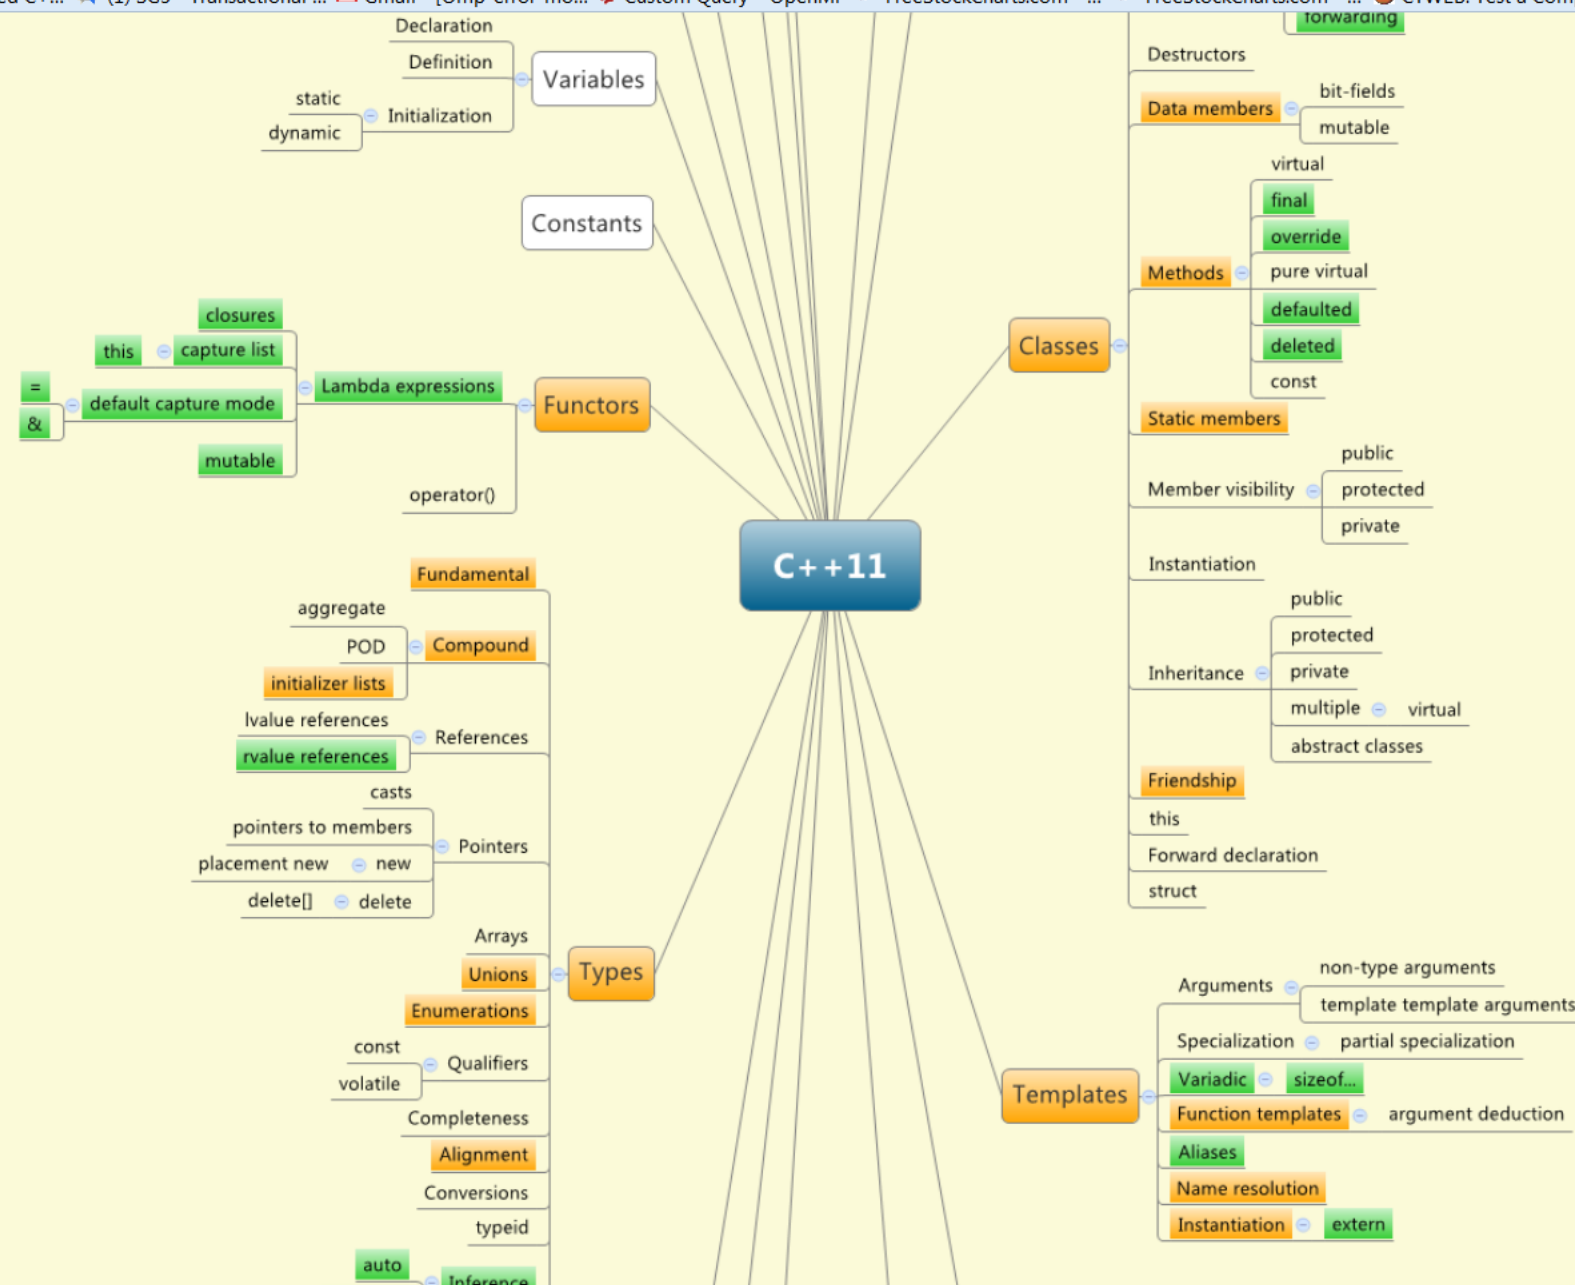 Declaration
Definition
Variables
static
Initialization
dynamic
Constants
closures
this
capture list
Lambda expressions
=
default capture mode
&
mutable
Functors
operator()
C++11
Fundamental
aggregate
POD
Compound
initializer lists
lvalue references
References
rvalue references
casts
pointers to members
Pointers
placement new
new
delete[]
delete
Arrays
Unions
Types
Enumerations
const
Qualifiers
volatile
Completeness
Alignment
Conversions
typeid
auto
Inference
forwarding
Destructors
Data members
bit-fields
mutable
virtual
final
override
Methods
pure virtual
defaulted
deleted
const
Classes
Static members
public
Member visibility
protected
private
Instantiation
public
protected
Inheritance
private
multiple
virtual
abstract classes
Friendship
this
Forward declaration
struct
non-type arguments
Arguments
template template arguments
Specialization
partial specialization
Variadic
sizeof...
Templates
Function templates
argument deduction
Aliases
Name resolution
Instantiation
extern